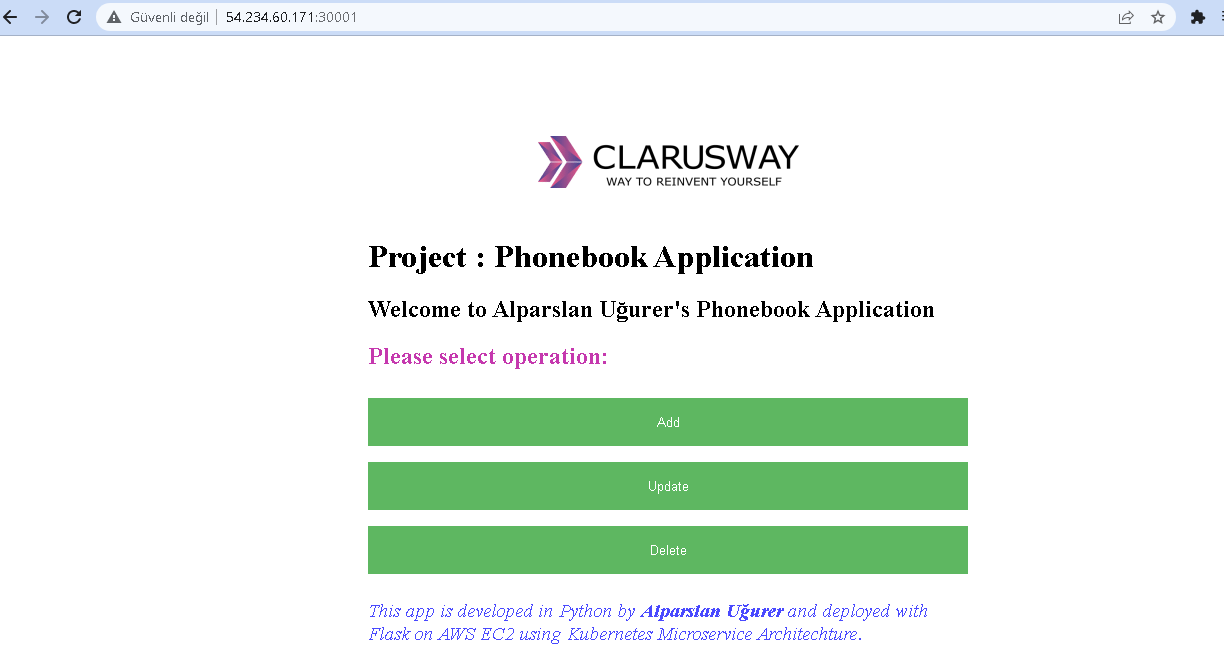 Güvenli değil 54.234.60.171:30001
CLARUSWAY
WAY TO REINVENT YOURSELF
Project : Phonebook Application
Welcome to Alparslan Uğurer's Phonebook Application
Please select operation:
Add
Update
Delete
This app is developed in Python by Alparslan Uğurer and deployed with
Flask on AWS EC2 using Kubernetes Microservice Architechture.